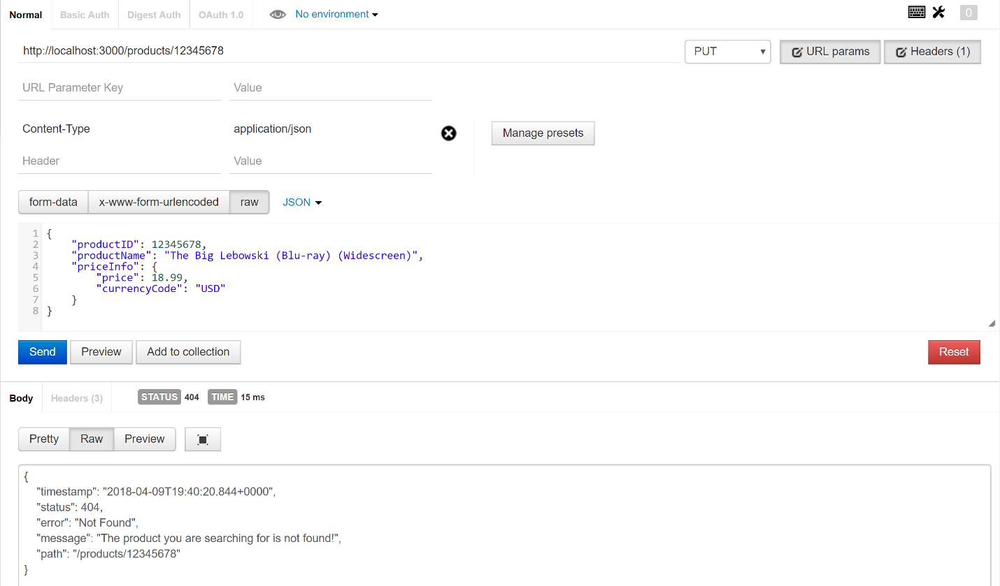 Normal Basic Auth Digest Auth OAuth 1.0 No environment 0
http://localhost:3000/products/12345678 PUT URL params Headers (1)
URL Parameter Key Value
Content-Type application/json Manage presets
Header Value
form-data x-www-form-urlencoded raw JSON
1 {
2 "productID": 12345678,
3 "productName": "The Big Lebowski (Blu-ray) (Widescreen)",
4 "priceInfo": {
5 "price": 18.99,
6 "currencyCode": "USD"
7 }
8 }
Send Preview Add to collection Reset
Body Headers (3) STATUS 404 TIME 15 ms
Pretty Raw Preview
{
"timestamp": "2018-04-09T19:40:20.844+0000",
"status": 404,
"error": "Not Found",
"message": "The product you are searching for is not found!",
"path": "/products/12345678"
}